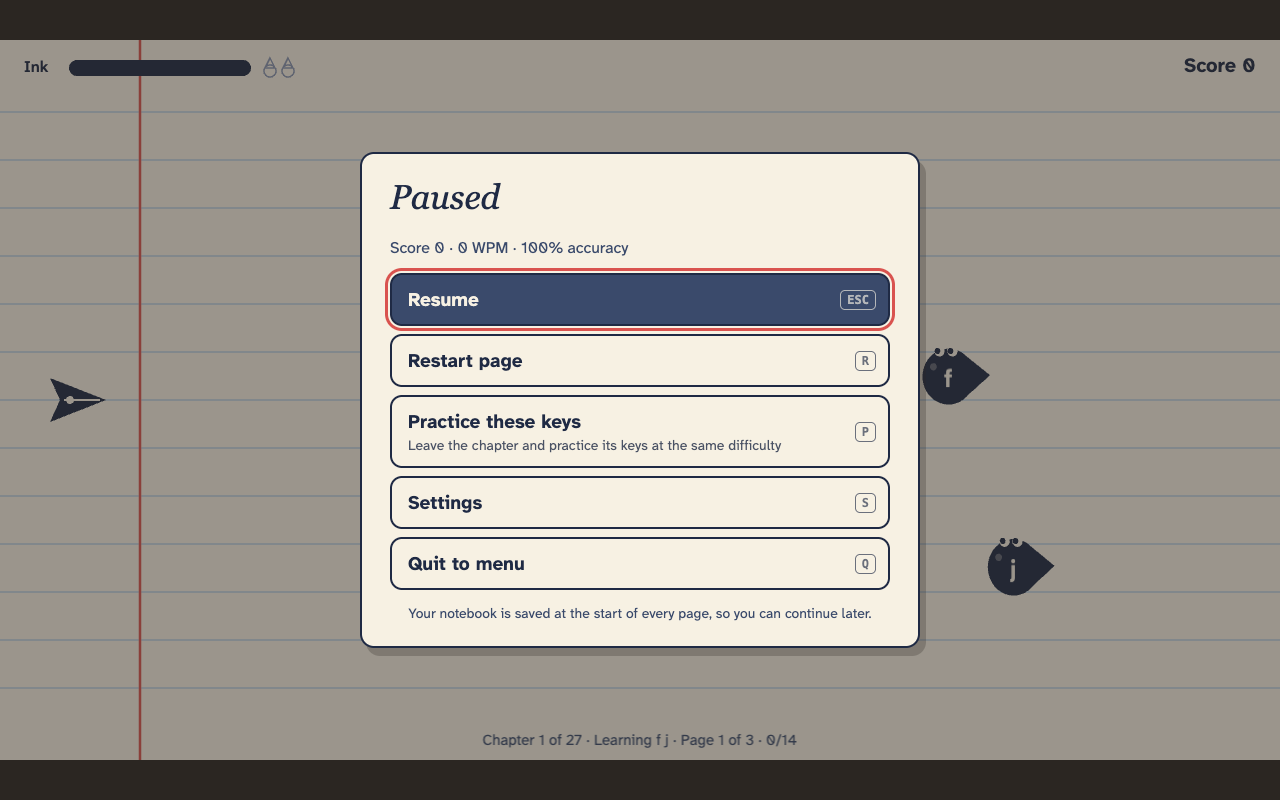 Ink
Score 0
Paused
Score 0 · 0 WPM · 100% accuracy
Resume ESC
Restart page R
Practice these keys P
Leave the chapter and practice its keys at the same difficulty
Settings S
Quit to menu Q
Your notebook is saved at the start of every page, so you can continue later.
f
j
Chapter 1 of 27 · Learning f j · Page 1 of 3 · 0/14